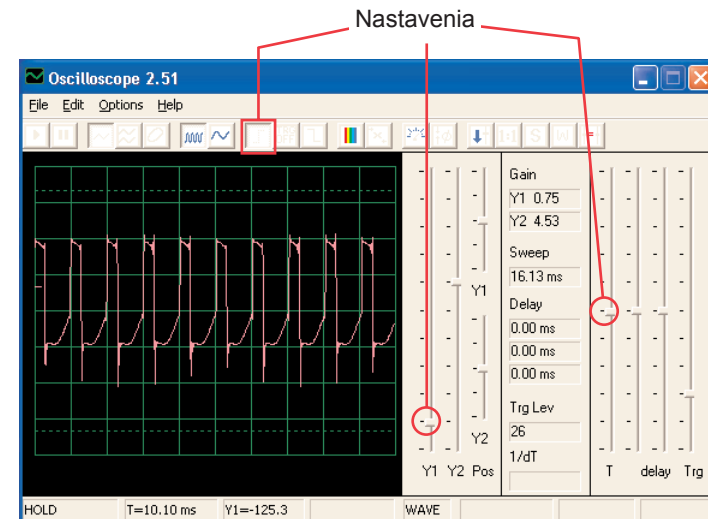 Nastavenia
Oscilloscope 2.51
File Edit Options Help
Gain
Y1 0.75
Y2 4.53
Sweep
16.13 ms
Delay
0.00 ms
0.00 ms
0.00 ms
Trg Lev
26
1/dT
Y1
Y2
Y1 Y2 Pos
T delay Trg
HOLD T=10.10 ms Y1=-125.3 WAVE